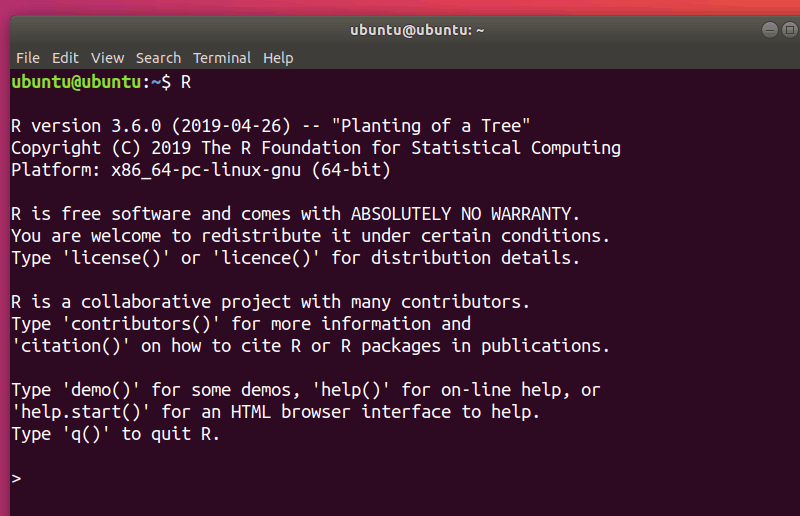 ubuntu@ubuntu: ~
File Edit View Search Terminal Help
ubuntu@ubuntu:~$ R
R version 3.6.0 (2019-04-26) -- "Planting of a Tree"
Copyright (C) 2019 The R Foundation for Statistical Computing
Platform: x86_64-pc-linux-gnu (64-bit)
R is free software and comes with ABSOLUTELY NO WARRANTY.
You are welcome to redistribute it under certain conditions.
Type 'license()' or 'licence()' for distribution details.
R is a collaborative project with many contributors.
Type 'contributors()' for more information and
'citation()' on how to cite R or R packages in publications.
Type 'demo()' for some demos, 'help()' for on-line help, or
'help.start()' for an HTML browser interface to help.
Type 'q()' to quit R.
>